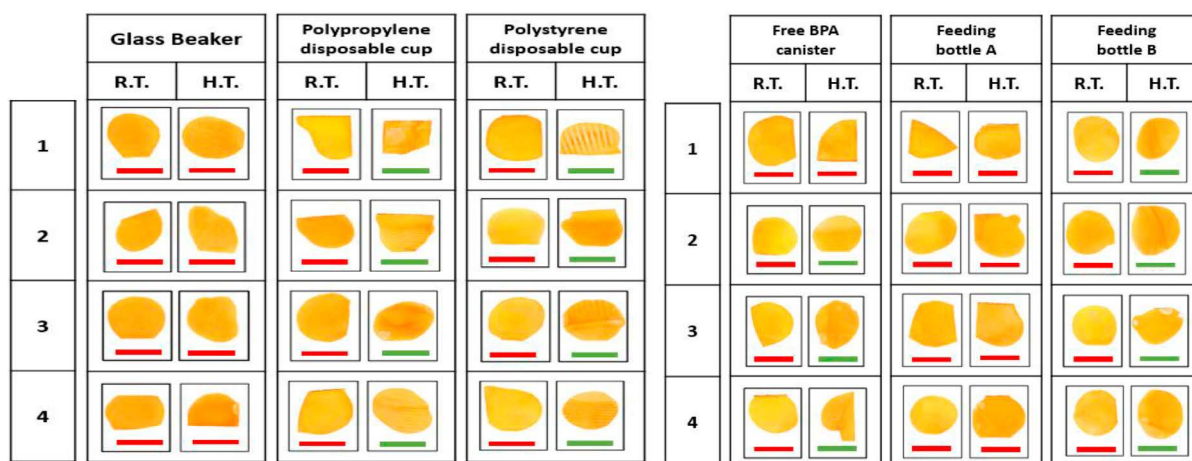 Glass Beaker
Polypropylene
disposable cup
Polystyrene
disposable cup
R.T. H.T. R.T. H.T. R.T. H.T.
1
2
3
4
Free BPA
canister
Feeding
bottle A
Feeding
bottle B
R.T. H.T. R.T. H.T. R.T. H.T.
1
2
3
4